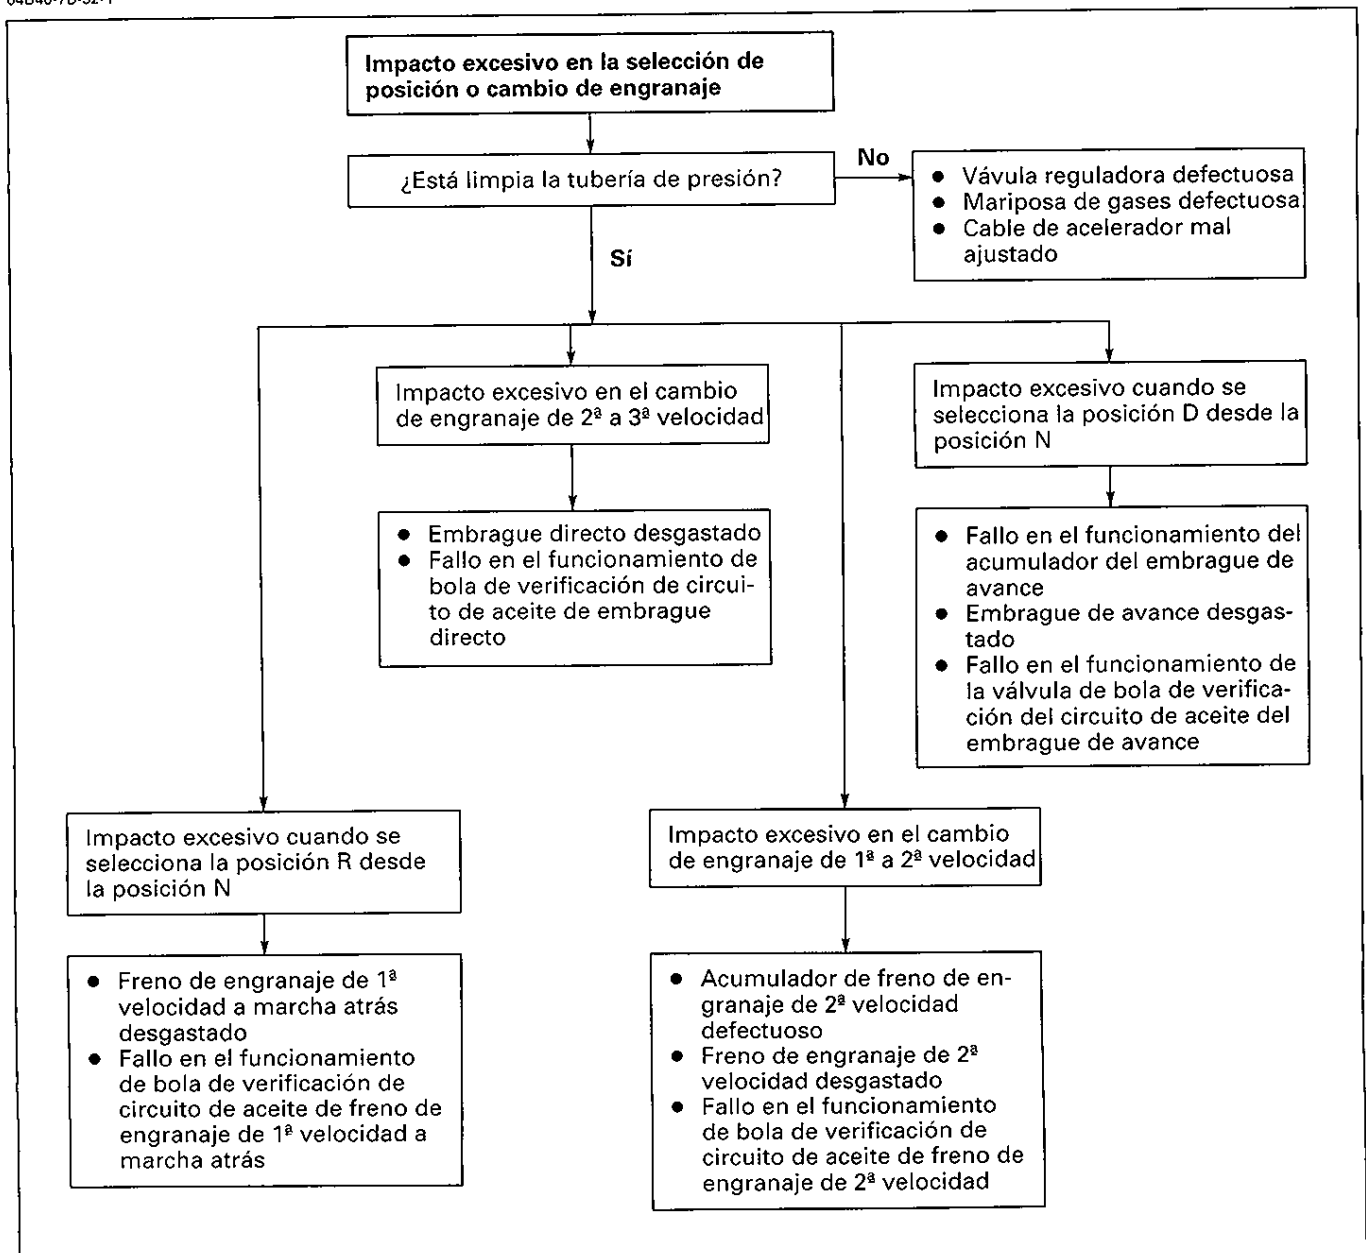 Impacto excesivo en la selección de
posición o cambio de engranaje
¿Está limpia la tubería de presión?
No
● Vávula reguladora defectuosa
● Mariposa de gases defectuosa
● Cable de acelerador mal
ajustado
Sí
Impacto excesivo en el cambio
de engranaje de 2ª a 3ª velocidad
Impacto excesivo cuando se
selecciona la posición D desde la
posición N
● Embrague directo desgastado
● Fallo en el funcionamiento de
bola de verificación de circui-
to de aceite de embrague
directo
● Fallo en el funcionamiento del
acumulador del embrague de
avance
● Embrague de avance desgas-
tado
● Fallo en el funcionamiento de
la válvula de bola de verifica-
ción del circuito de aceite del
embrague de avance
Impacto excesivo cuando se
selecciona la posición R desde
la posición N
Impacto excesivo en el cambio
de engranaje de 1ª a 2ª velocidad
● Freno de engranaje de 1ª
velocidad a marcha atrás
desgastado
● Fallo en el funcionamiento
de bola de verificación de
circuito de aceite de freno de
engranaje de 1ª velocidad a
marcha atrás
● Acumulador de freno de en-
granaje de 2ª velocidad
defectuoso
● Freno de engranaje de 2ª
velocidad desgastado
● Fallo en el funcionamiento
de bola de verificación de
circuito de aceite de freno de
engranaje de 2ª velocidad